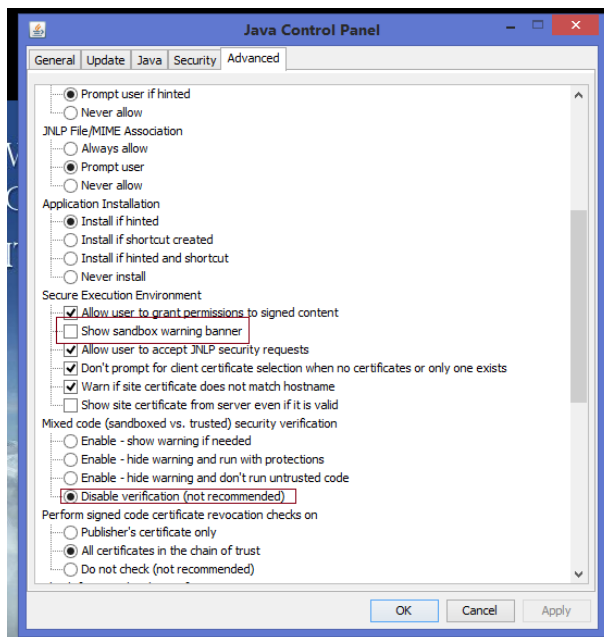 Java Control Panel
General Update Java Security Advanced
Prompt user if hinted
Never allow
JNLP File/MIME Association
Always allow
Prompt user
Never allow
Application Installation
Install if hinted
Install if shortcut created
Install if hinted and shortcut
Never install
Secure Execution Environment
Allow user to grant permissions to signed content
Show sandbox warning banner
Allow user to accept JNLP security requests
Don't prompt for client certificate selection when no certificates or only one exists
Warn if site certificate does not match hostname
Show site certificate from server even if it is valid
Mixed code (sandboxed vs. trusted) security verification
Enable - show warning if needed
Enable - hide warning and run with protections
Enable - hide warning and don't run untrusted code
Disable verification (not recommended)
Perform signed code certificate revocation checks on
Publisher's certificate only
All certificates in the chain of trust
Do not check (not recommended)
OK Cancel Apply